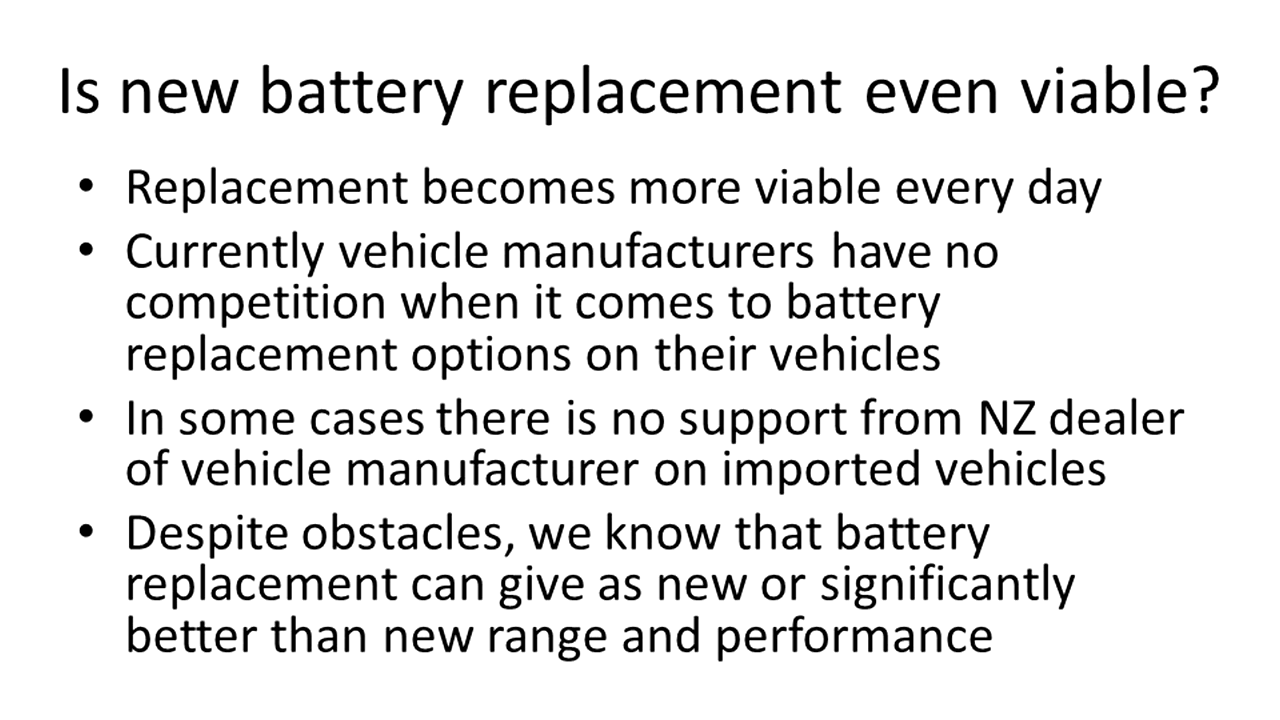 Is new battery replacement even viable?
• Replacement becomes more viable every day
• Currently vehicle manufacturers have no
competition when it comes to battery
replacement options on their vehicles
• In some cases there is no support from NZ dealer
of vehicle manufacturer on imported vehicles
• Despite obstacles, we know that battery
replacement can give as new or significantly
better than new range and performance